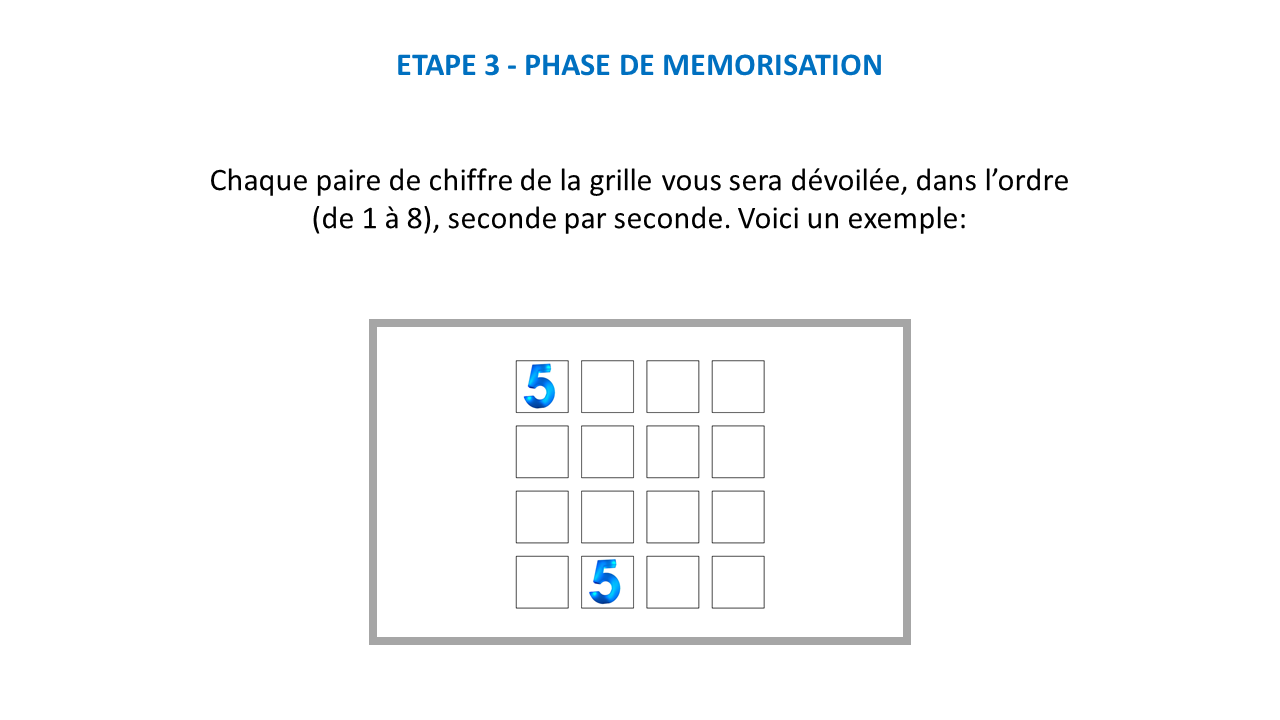 ETAPE 3 - PHASE DE MEMORISATION
Chaque paire de chiffre de la grille vous sera dévoilée, dans l’ordre
(de 1 à 8), seconde par seconde. Voici un exemple:
5
5